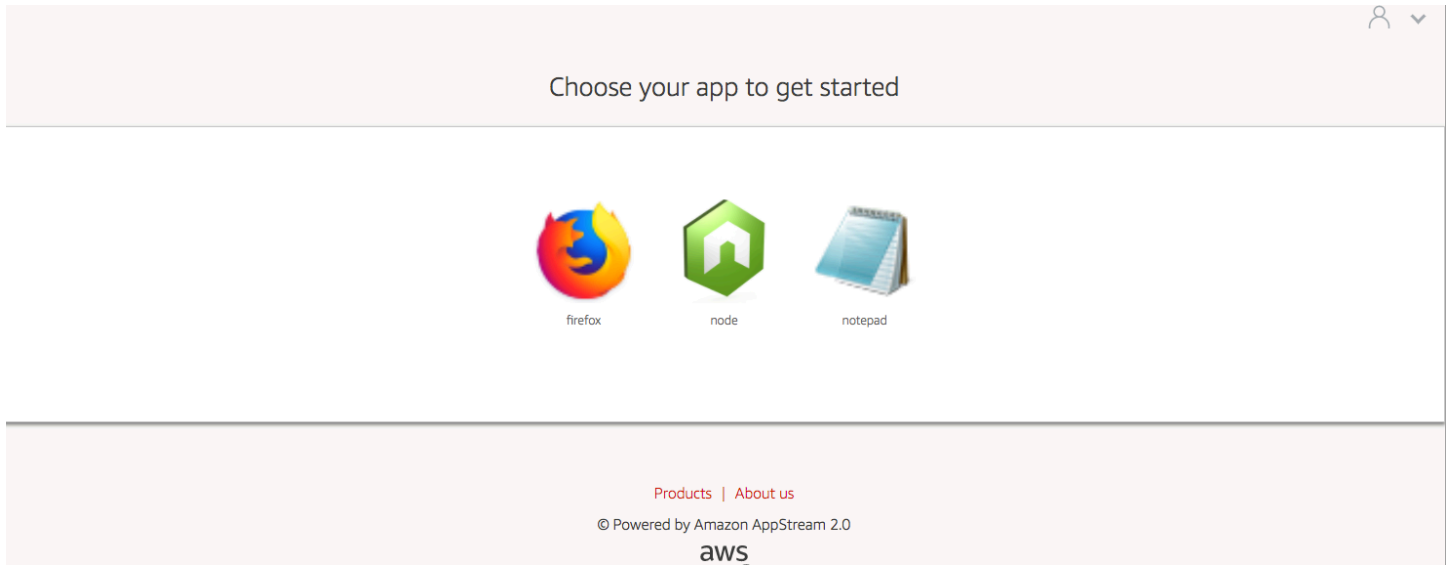 Choose your app to get started
firefox node notepad
Products | About us
© Powered by Amazon AppStream 2.0
aws